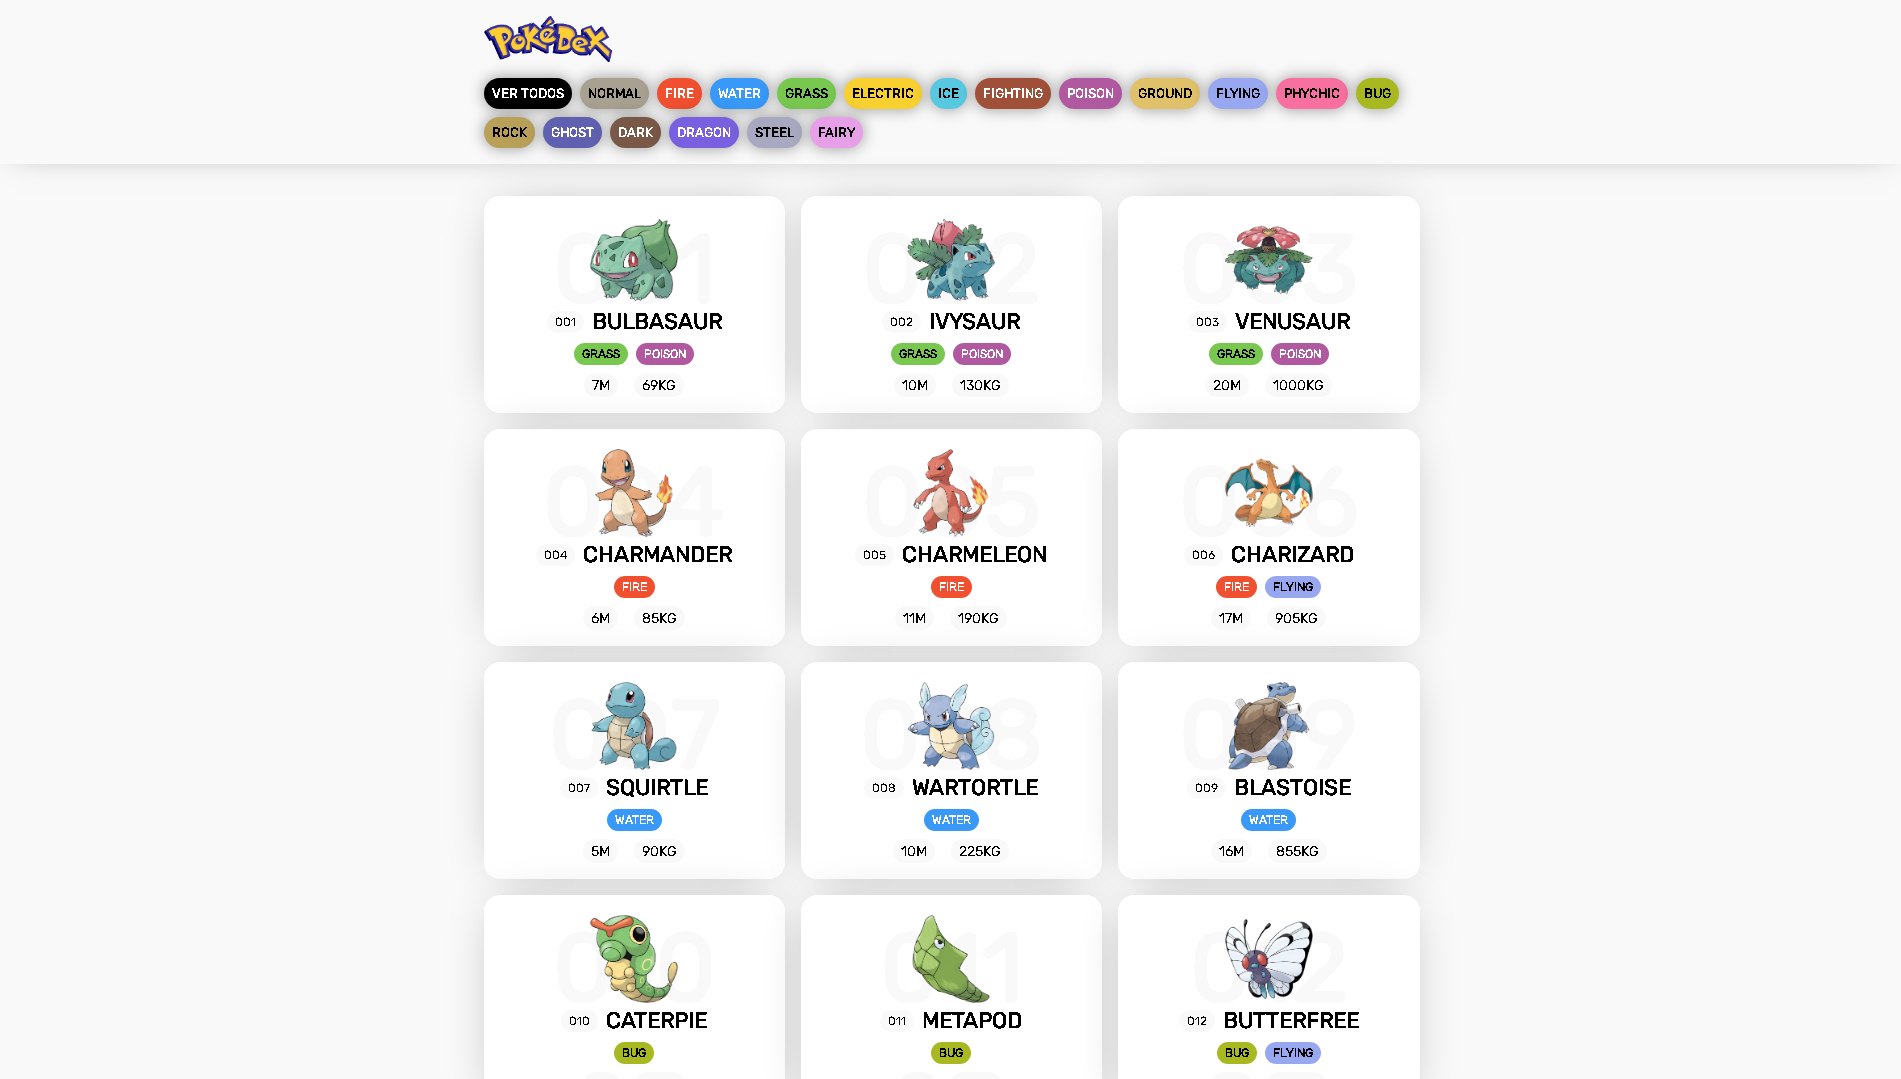 PoKéDeX
VER TODOS NORMAL FIRE WATER GRASS ELECTRIC ICE FIGHTING POISON GROUND FLYING PHYCHIC BUG
ROCK GHOST DARK DRAGON STEEL FAIRY
001 BULBASAUR
GRASS POISON
7M 69KG
002 IVYSAUR
GRASS POISON
10M 130KG
003 VENUSAUR
GRASS POISON
20M 1000KG
004 CHARMANDER
FIRE
6M 85KG
005 CHARMELEON
FIRE
11M 190KG
006 CHARIZARD
FIRE FLYING
17M 905KG
007 SQUIRTLE
WATER
5M 90KG
008 WARTORTLE
WATER
10M 225KG
009 BLASTOISE
WATER
16M 855KG
010 CATERPIE
BUG
011 METAPOD
BUG
012 BUTTERFREE
BUG FLYING